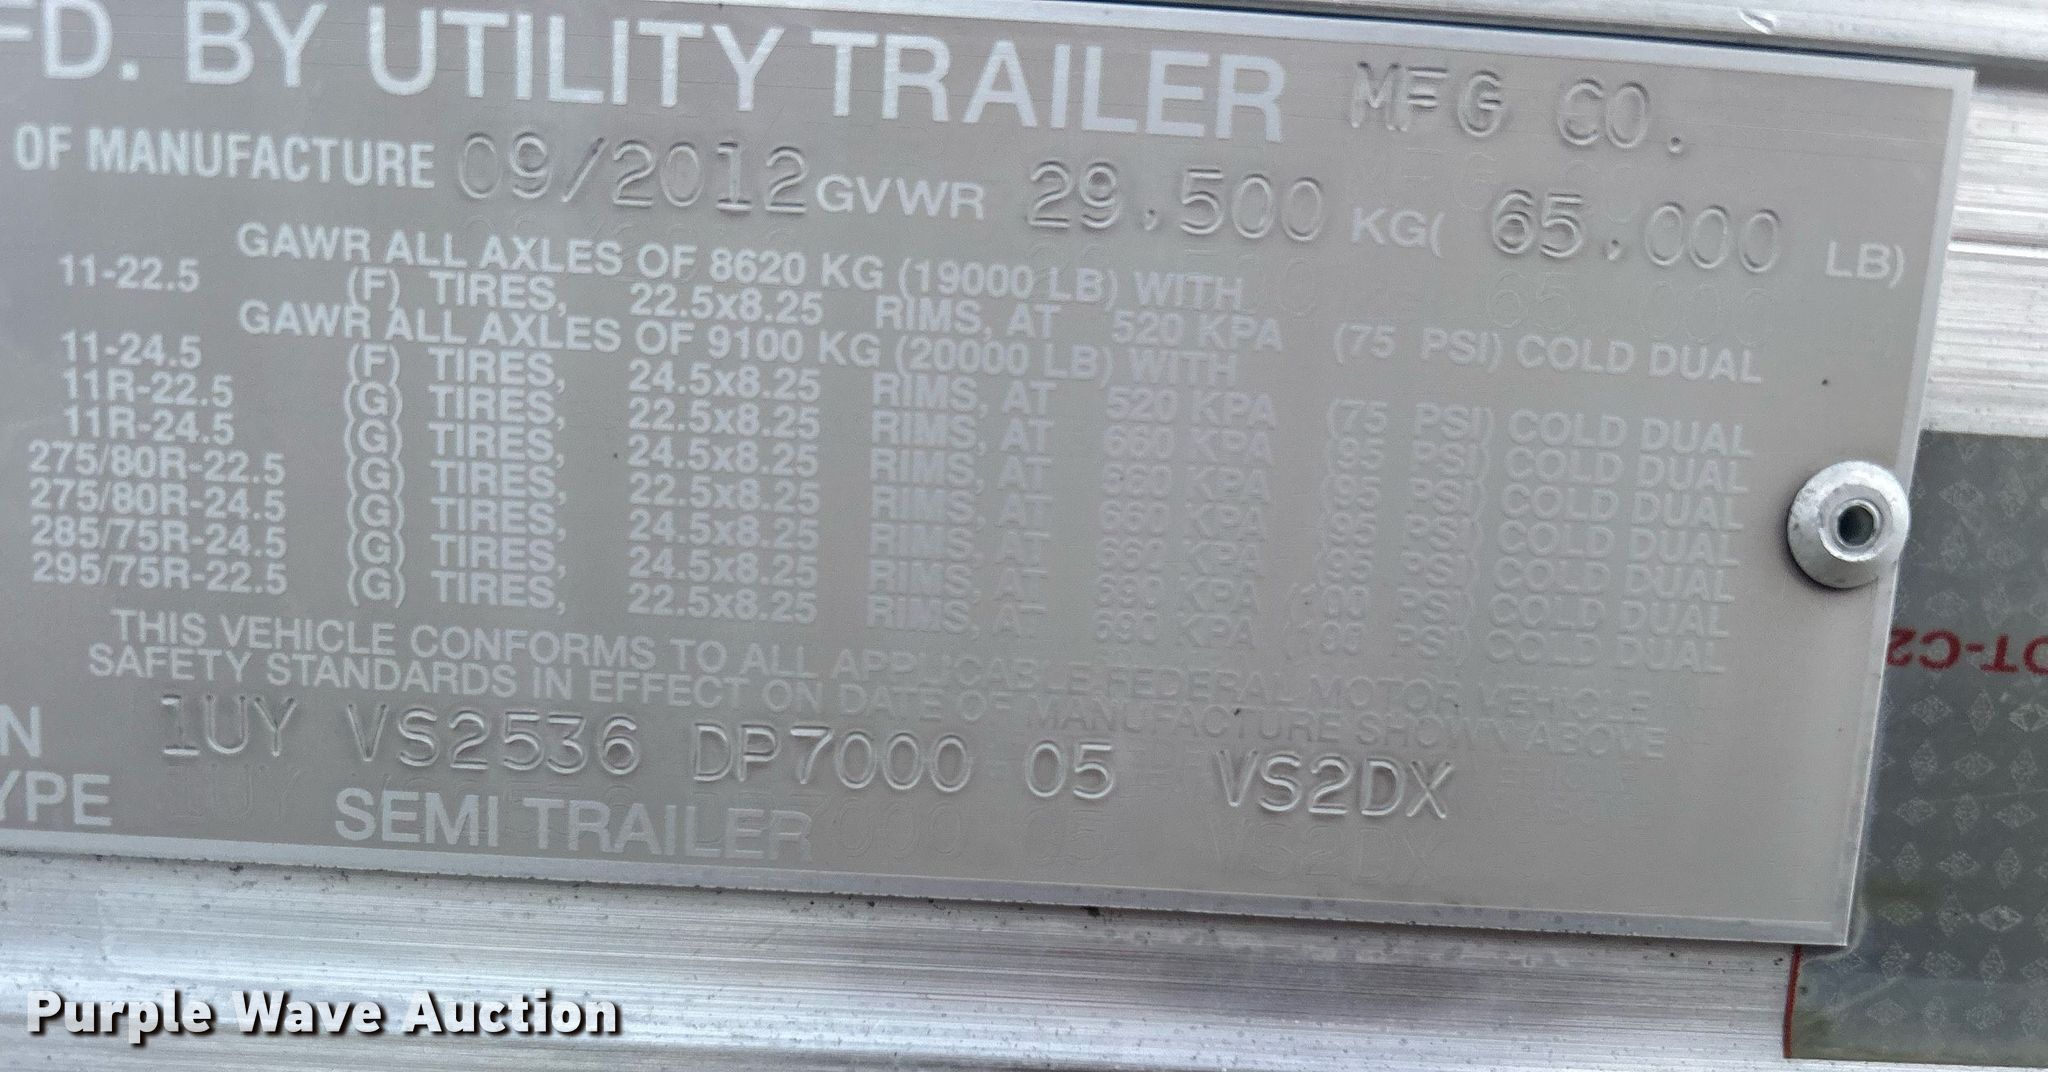 FD. BY UTILITY TRAILER MFG CO.
OF MANUFACTURE 09/2012 GVWR 29,500 KG( 65,000 LB)
GAWR ALL AXLES OF 8620 KG (19000 LB) WITH
11-22.5 (F) TIRES, 22.5x8.25 RIMS, AT 520 KPA (75 PSI) COLD DUAL
GAWR ALL AXLES OF 9100 KG (20000 LB) WITH
11-24.5 (F) TIRES, 24.5x8.25 RIMS, AT 520 KPA (75 PSI) COLD DUAL
11R-22.5 (G) TIRES, 22.5x8.25 RIMS, AT 660 KPA (95 PSI) COLD DUAL
11R-24.5 (G) TIRES, 24.5x8.25 RIMS, AT 660 KPA (95 PSI) COLD DUAL
275/80R-22.5 (G) TIRES, 22.5x8.25 RIMS, AT 660 KPA (95 PSI) COLD DUAL
275/80R-24.5 (G) TIRES, 24.5x8.25 RIMS, AT 660 KPA (95 PSI) COLD DUAL
285/75R-24.5 (G) TIRES, 24.5x8.25 RIMS, AT 690 KPA (100 PSI) COLD DUAL
295/75R-22.5 (G) TIRES, 22.5x8.25 RIMS, AT 690 KPA PSI) COLD DUAL
THIS VEHICLE CONFORMS TO ALL APPLICABLE FEDERAL MOTOR VEHICLE
SAFETY STANDARDS IN EFFECT ON DATE OF MANUFACTURE SHOWN ABOVE
N 1UY VS2536 DP7000 05 VS2DX
YPE SEMI TRAILER
OT-C2
Purple Wave Auction